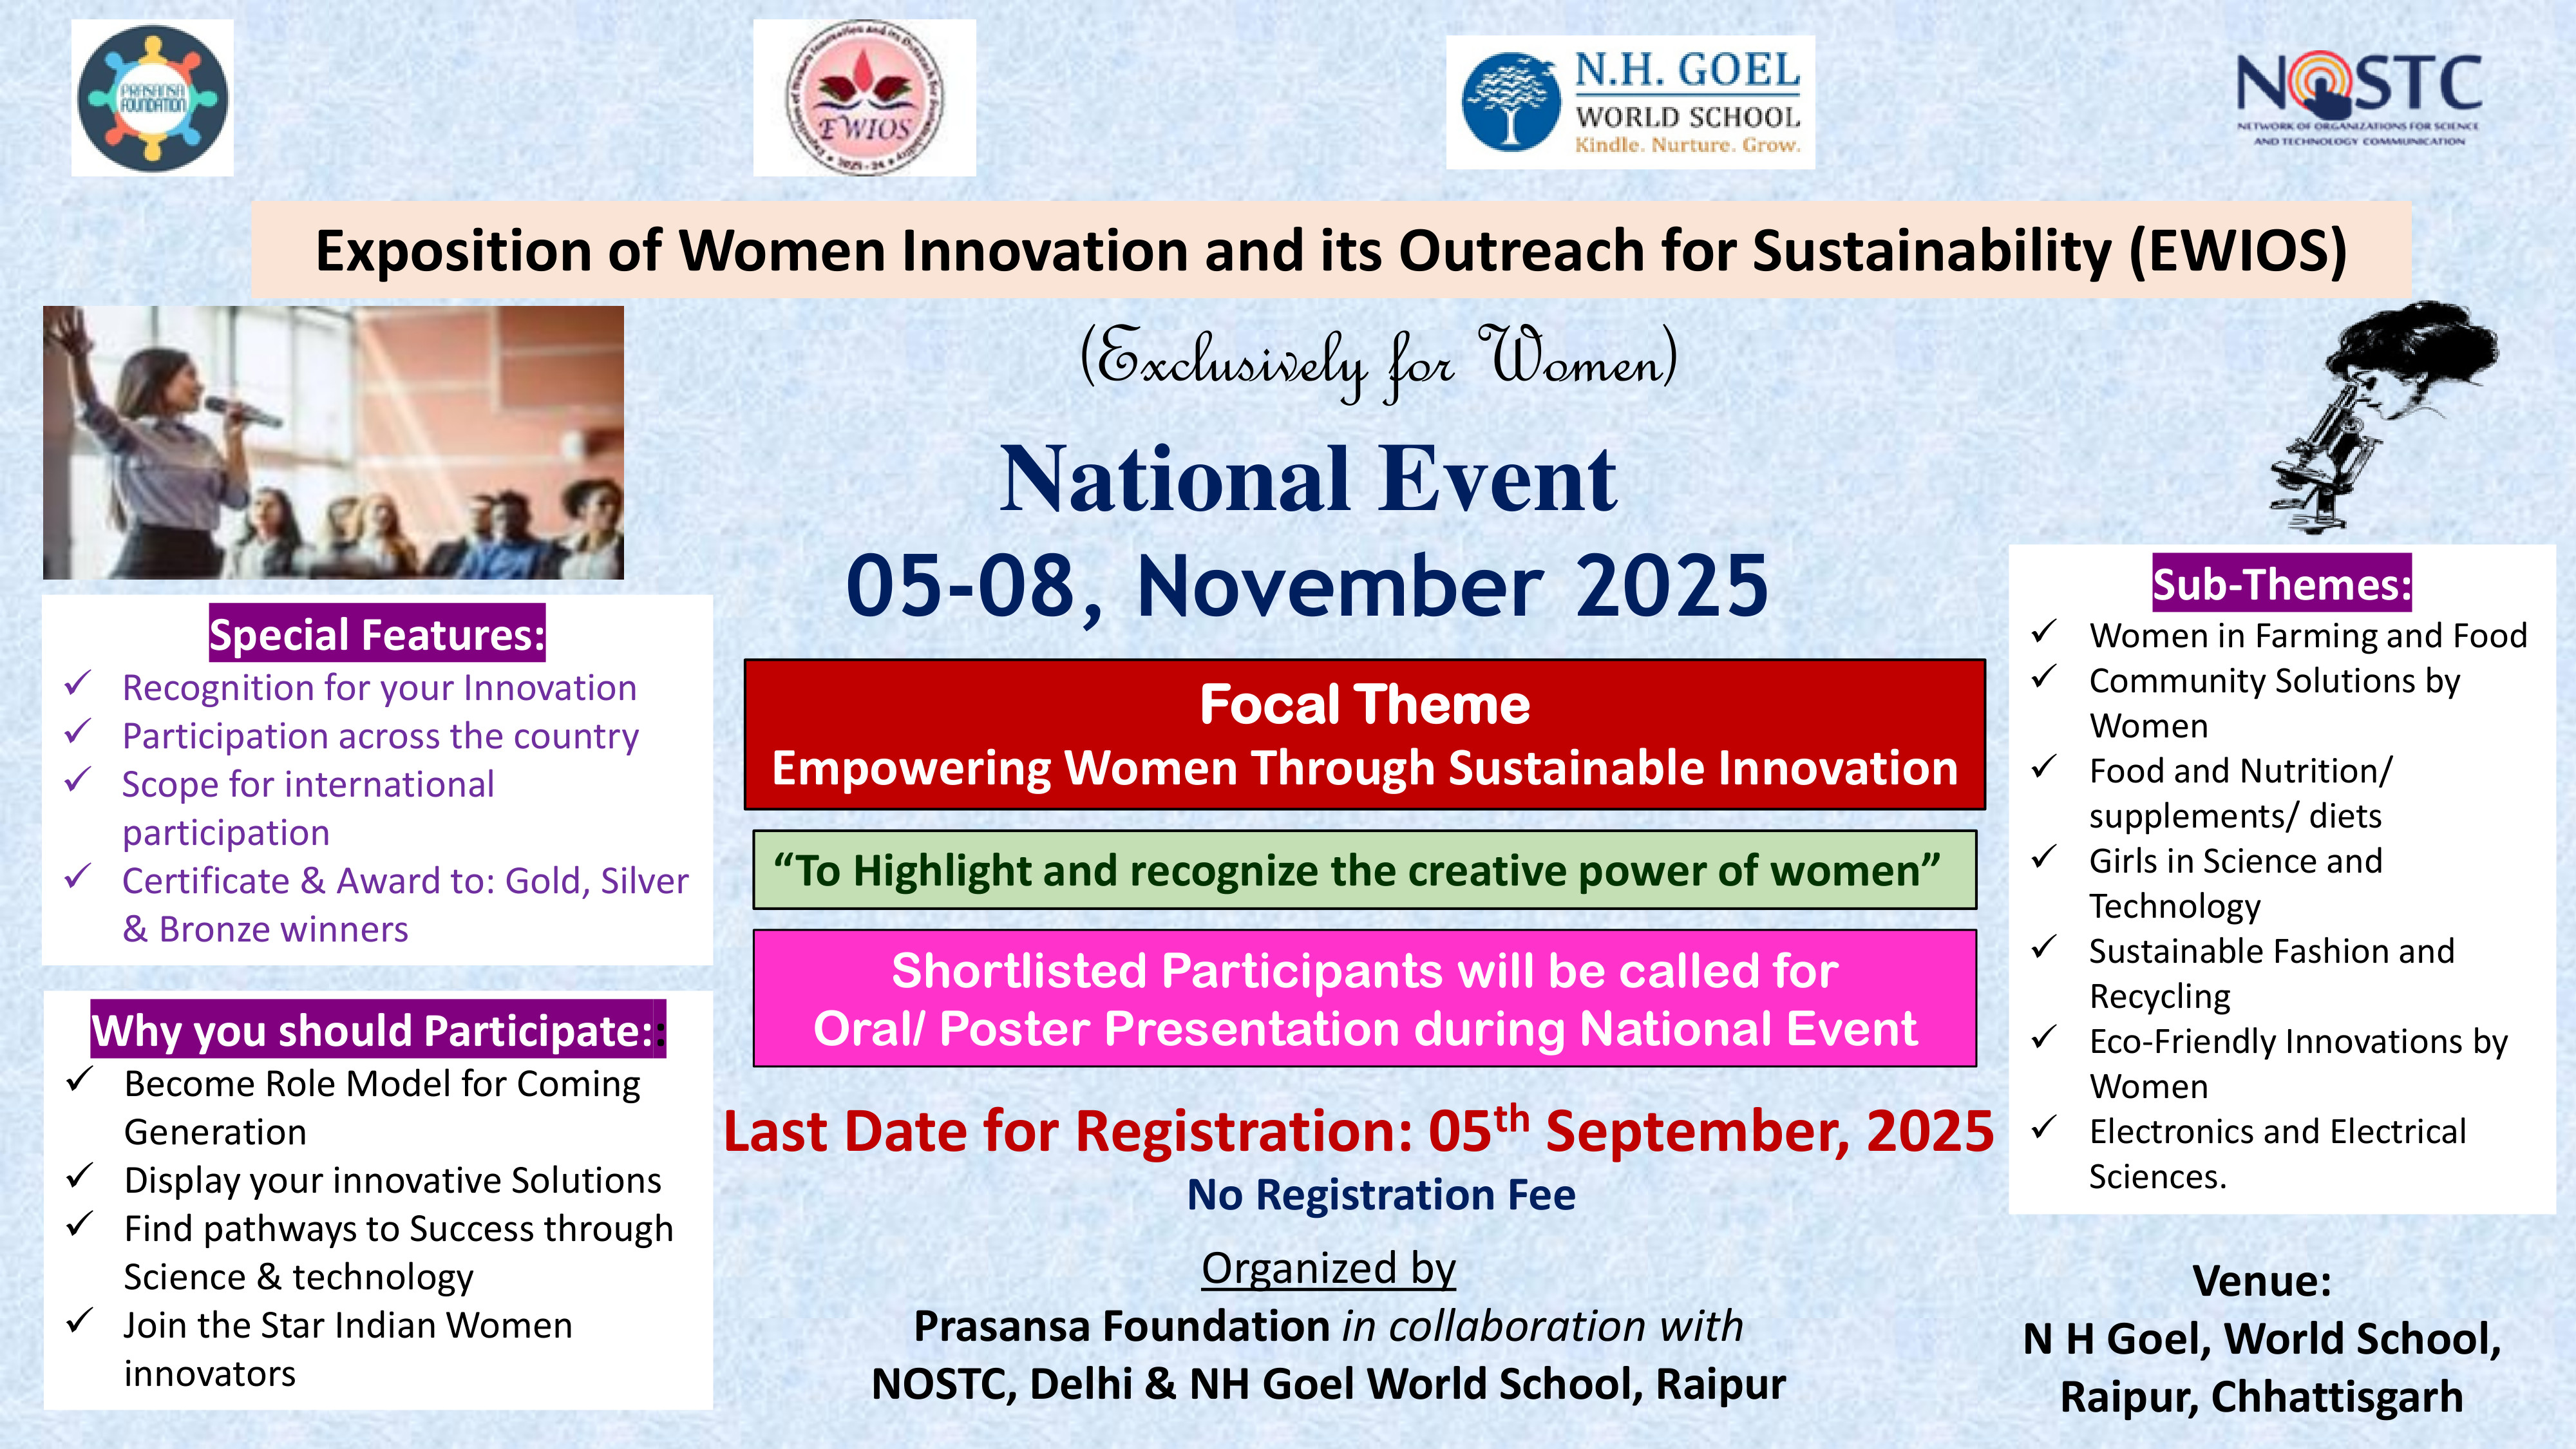 PRASANSA
FOUNDATION
Exposition of Women Innovation and its Outreach for Sustainability
EWIOS
N.H. GOEL
WORLD SCHOOL
Kindle. Nurture. Grow.
NOSTC
NETWORK OF ORGANIZATIONS FOR SCIENCE
AND TECHNOLOGY COMMUNICATION
Exposition of Women Innovation and its Outreach for Sustainability (EWIOS)
(Exclusively for Women)
National Event
05-08, November 2025
Focal Theme
Empowering Women Through Sustainable Innovation
“To Highlight and recognize the creative power of women”
Shortlisted Participants will be called for
Oral/ Poster Presentation during National Event
Last Date for Registration: 05th September, 2025
No Registration Fee
Organized by
Prasansa Foundation in collaboration with
NOSTC, Delhi & NH Goel World School, Raipur
Special Features:
✓ Recognition for your Innovation
✓ Participation across the country
✓ Scope for international
participation
✓ Certificate & Award to: Gold, Silver
& Bronze winners
Why you should Participate::
✓ Become Role Model for Coming
Generation
✓ Display your innovative Solutions
✓ Find pathways to Success through
Science & technology
✓ Join the Star Indian Women
innovators
Sub-Themes:
✓ Women in Farming and Food
✓ Community Solutions by
Women
✓ Food and Nutrition/
supplements/ diets
✓ Girls in Science and
Technology
✓ Sustainable Fashion and
Recycling
✓ Eco-Friendly Innovations by
Women
✓ Electronics and Electrical
Sciences.
Venue:
N H Goel, World School,
Raipur, Chhattisgarh